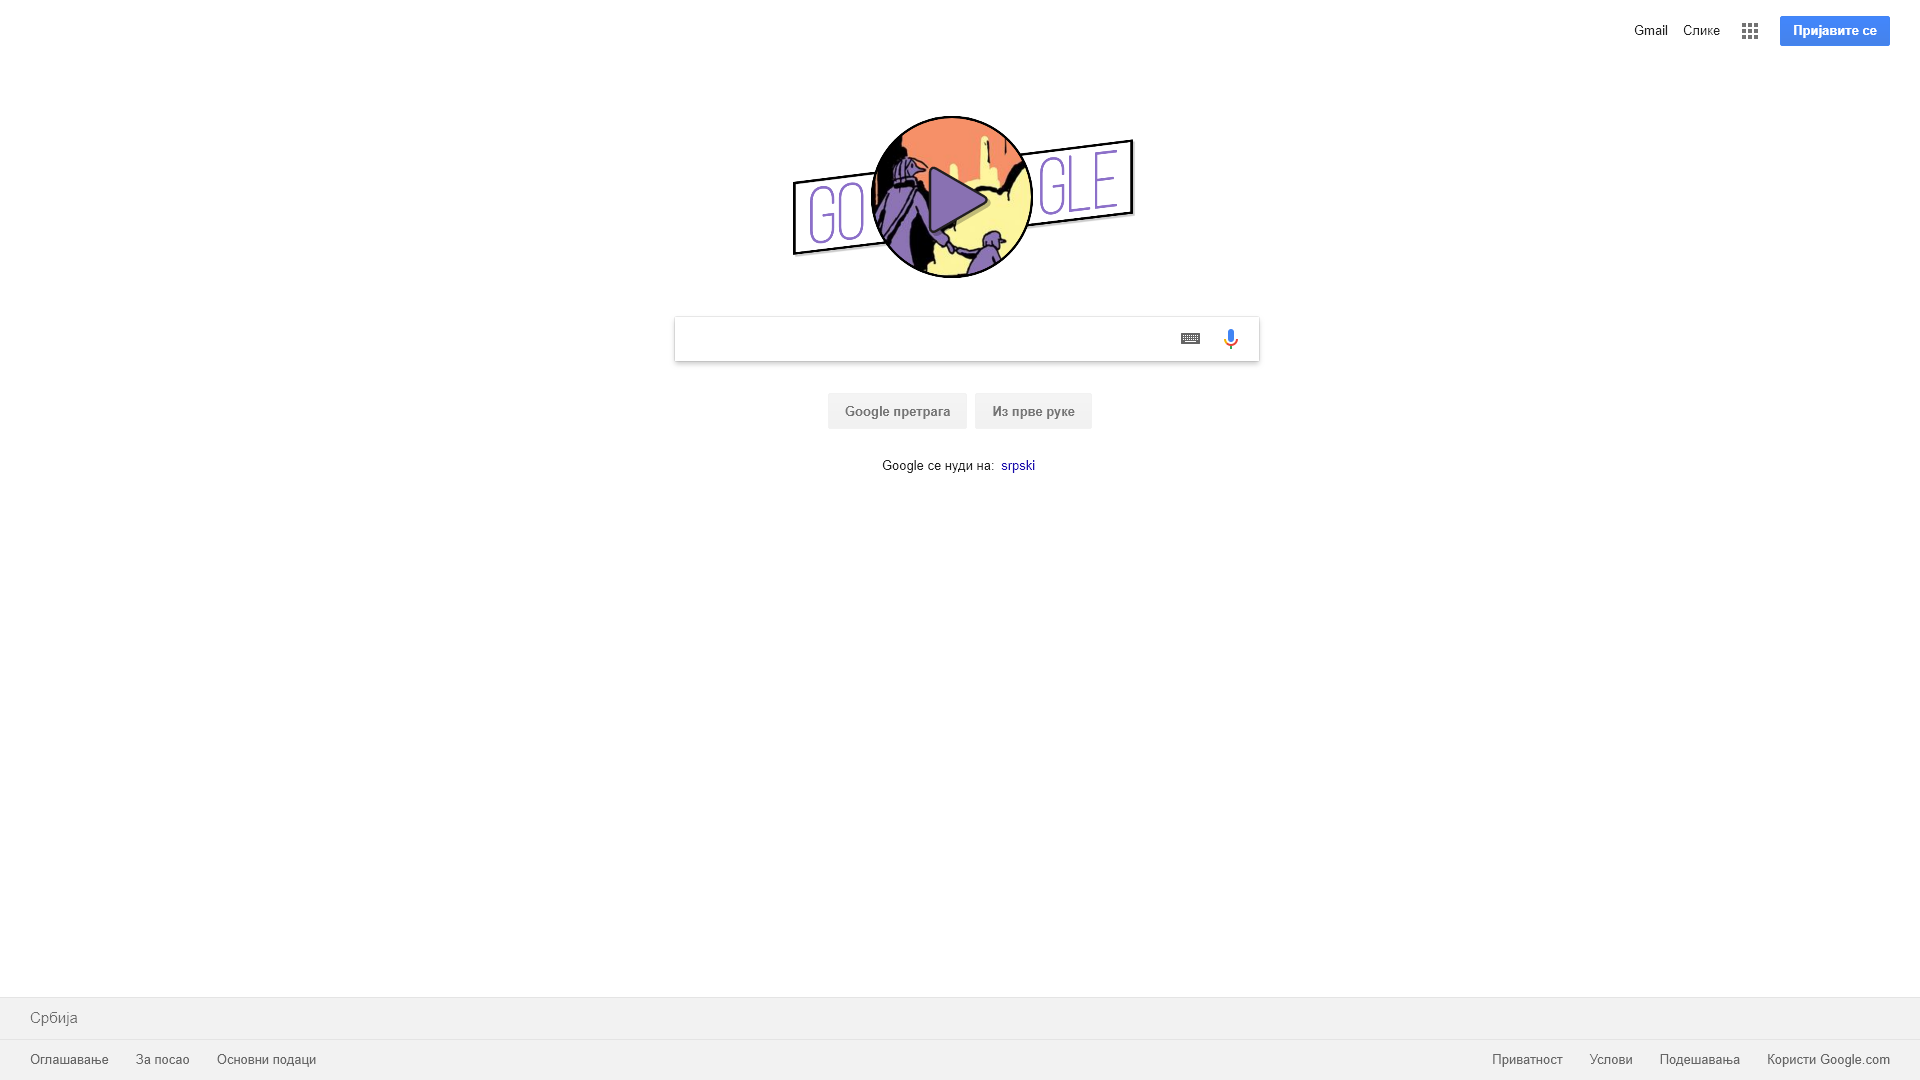 Gmail Слике Пријавите се
GO GLE
Google претрага Из прве руке
Google се нуди на: srpski
Србија
Оглашавање За посао Основни подаци Приватност Услови Подешавања Користи Google.com